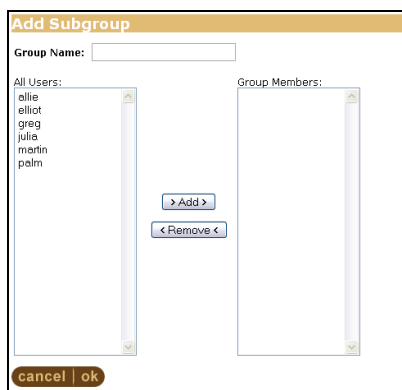 Add Subgroup
Group Name:
All Users:
Group Members:
allie
elliot
greg
julia
martin
palm
> Add >
< Remove <
cancel | ok